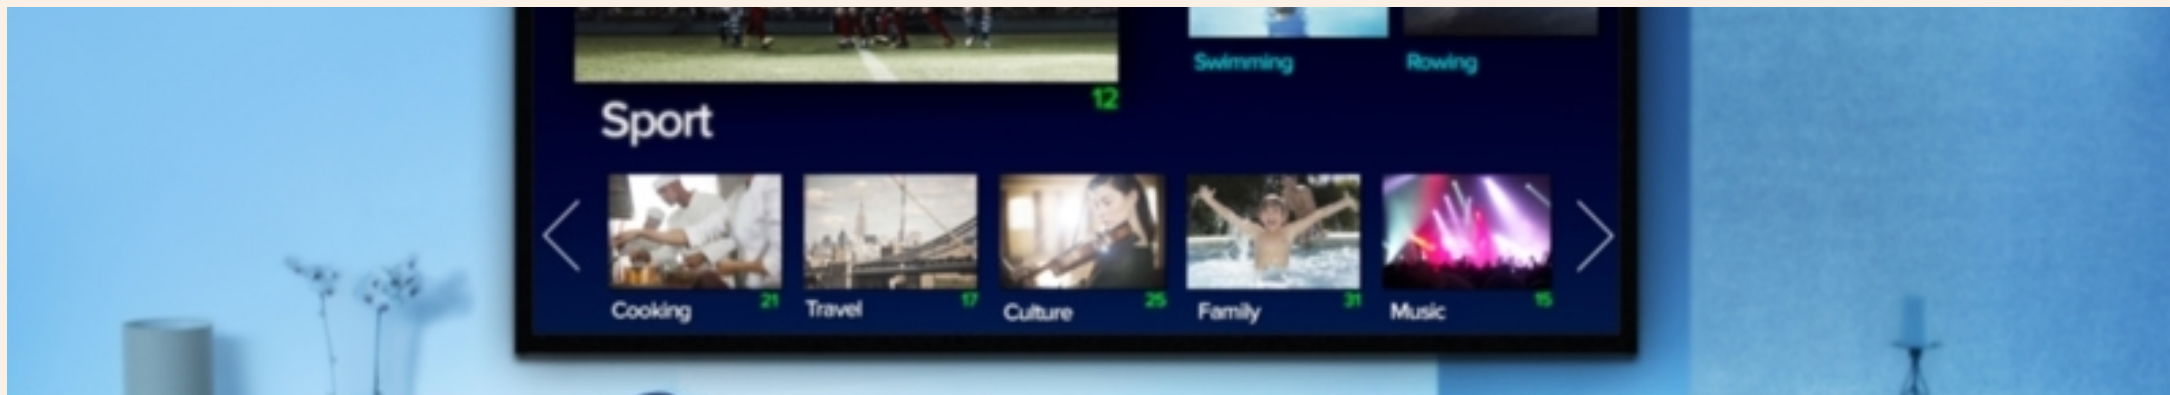 Swimming Rowing
12
Sport
21 17 25 31 15
Cooking Travel Culture Family Music